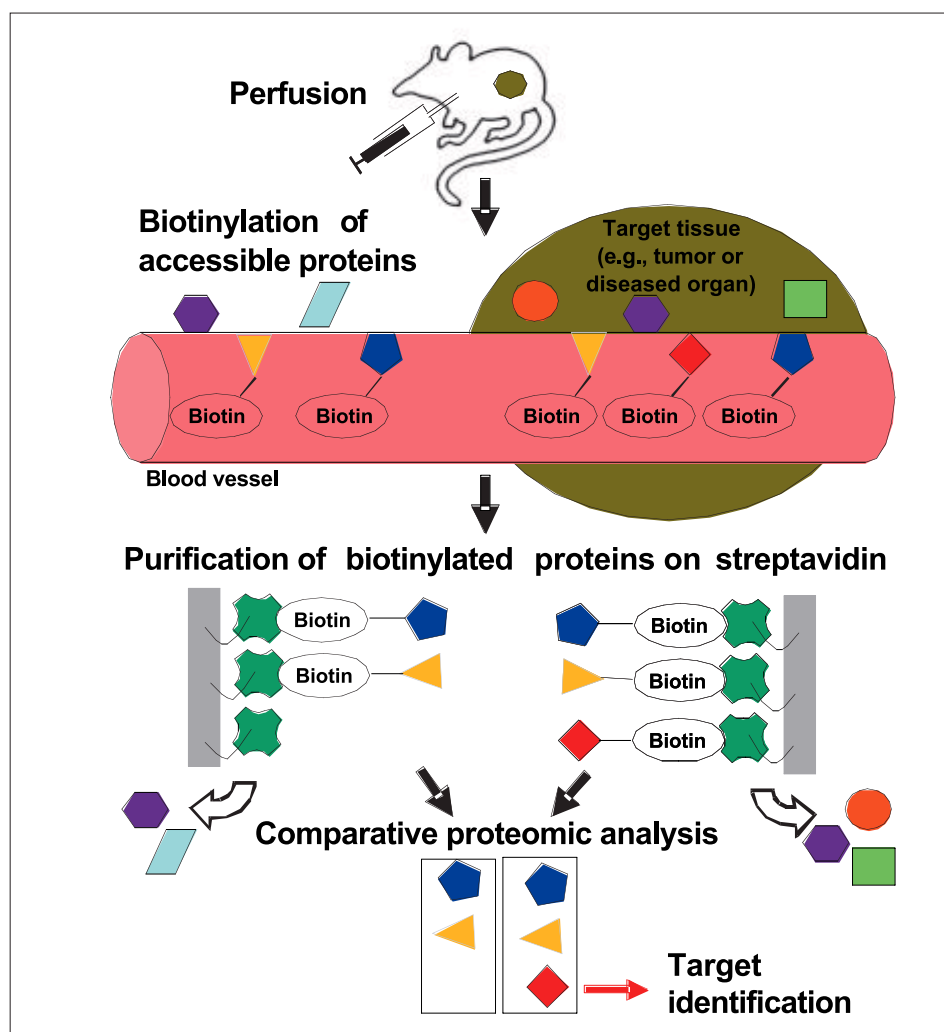 Perfusion
Biotinylation of
accessible proteins
Target tissue
(e.g., tumor or
diseased organ)
Biotin
Biotin
Biotin
Biotin
Biotin
Blood vessel
Purification of biotinylated proteins on streptavidin
Biotin
Biotin
Biotin
Biotin
Biotin
Comparative proteomic analysis
Target
identification